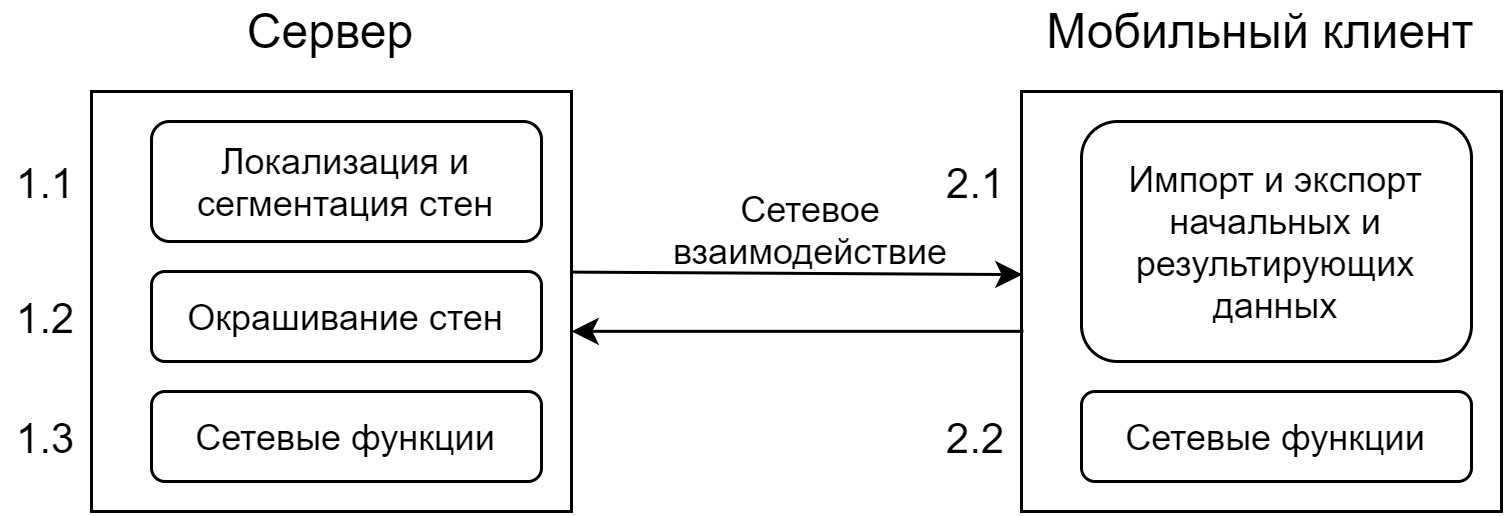 Сервер
1.1
Локализация и
сегментация стен
1.2
Окрашивание стен
1.3
Сетевые функции
Сетевое
взаимодействие
Мобильный клиент
2.1
Импорт и экспорт
начальных и
результирующих
данных
2.2
Сетевые функции